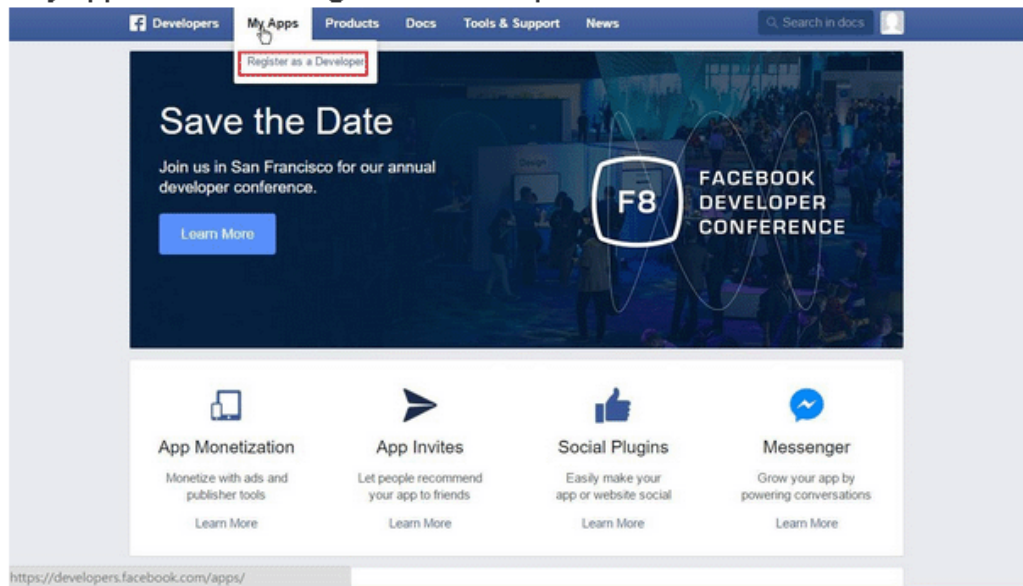 Developers My Apps Products Docs Tools & Support News Search in docs
Register as a Developer
Save the Date
Join us in San Francisco for our annual
developer conference.
Learn More
Design
F8
FACEBOOK
DEVELOPER
CONFERENCE
App Monetization
Monetize with ads and
publisher tools
Learn More
App Invites
Let people recommend
your app to friends
Learn More
Social Plugins
Easily make your
app or website social
Learn More
Messenger
Grow your app by
powering conversations
Learn More
https://developers.facebook.com/apps/